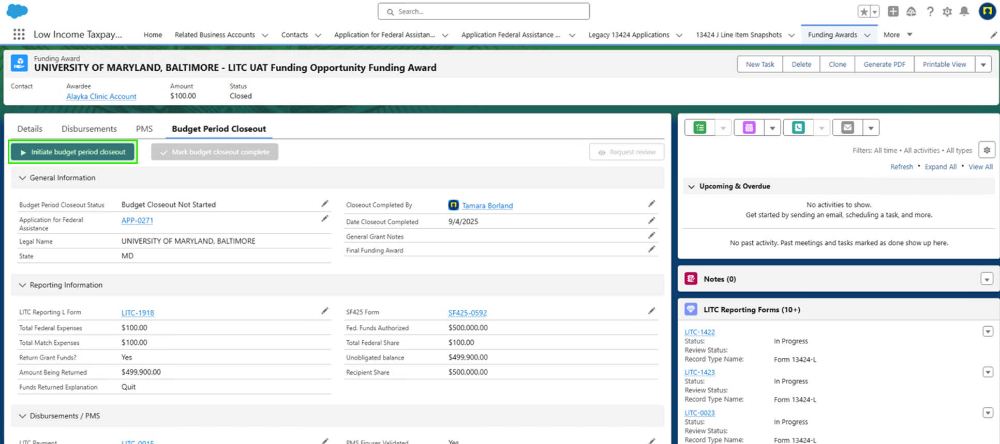 Search...
Low Income Taxpay...
Home
Related Business Accounts
Contacts
Application for Federal Assistan...
Application Federal Assistance ...
Legacy 13424 Applications
13424 J Line Item Snapshots
Funding Awards
More
Funding Award
UNIVERSITY OF MARYLAND, BALTIMORE - LITC UAT Funding Opportunity Funding Award
New Task
Delete
Clone
Generate PDF
Printable View
Contact
Awardee
Alayka Clinic Account
Amount
$100.00
Status
Closed
Details
Disbursements
PMS
Budget Period Closeout
Initiate budget period closeout
Mark budget closeout complete
Request review
General Information
Budget Period Closeout Status
Budget Closeout Not Started
Application for Federal
Assistance
APP-0271
Legal Name
UNIVERSITY OF MARYLAND, BALTIMORE
State
MD
Closeout Completed By
Tamara Borland
Date Closeout Completed
9/4/2025
General Grant Notes
Final Funding Award
Reporting Information
LITC Reporting L Form
LITC-1918
Total Federal Expenses
$100.00
Total Match Expenses
$100.00
Return Grant Funds?
Yes
Amount Being Returned
$499,900.00
Funds Returned Explanation
Quit
SF425 Form
SF425-0592
Fed. Funds Authorized
$500,000.00
Total Federal Share
$100.00
Unobligated balance
$499,900.00
Recipient Share
$500,000.00
Disbursements / PMS
LITC Payment
LITC-0015
PMS Figures Validated
Yes
Filters: All time • All activities • All types
Refresh • Expand All • View All
Upcoming & Overdue
No activities to show.
Get started by sending an email, scheduling a task, and more.
No past activity. Past meetings and tasks marked as done show up here.
Notes (0)
LITC Reporting Forms (10+)
LITC-1422
Status:
In Progress
Review Status:
Record Type Name:
Form 13424-L
LITC-1423
Status:
In Progress
Review Status:
Record Type Name:
Form 13424-L
LITC-0023
Status:
In Progress
Review Status:
Record Type Name:
Form 13424-L